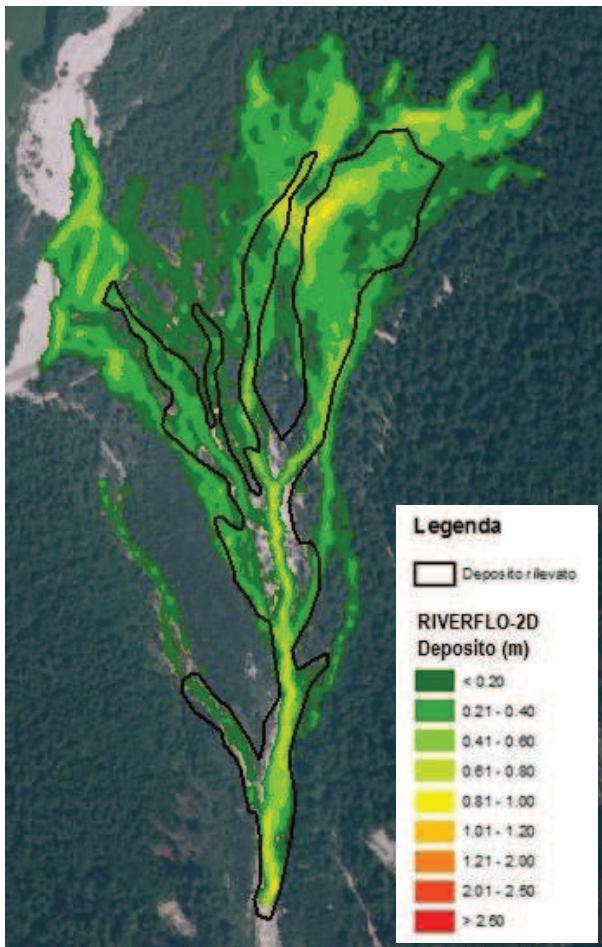 Legenda
Deposito rilevato
RIVERFLO-2D
Deposito (m)
< 0.20
0.21 - 0.40
0.41 - 0.60
0.61 - 0.80
0.81 - 1.00
1.01 - 1.20
1.21 - 2.00
2.01 - 2.50
> 2.50